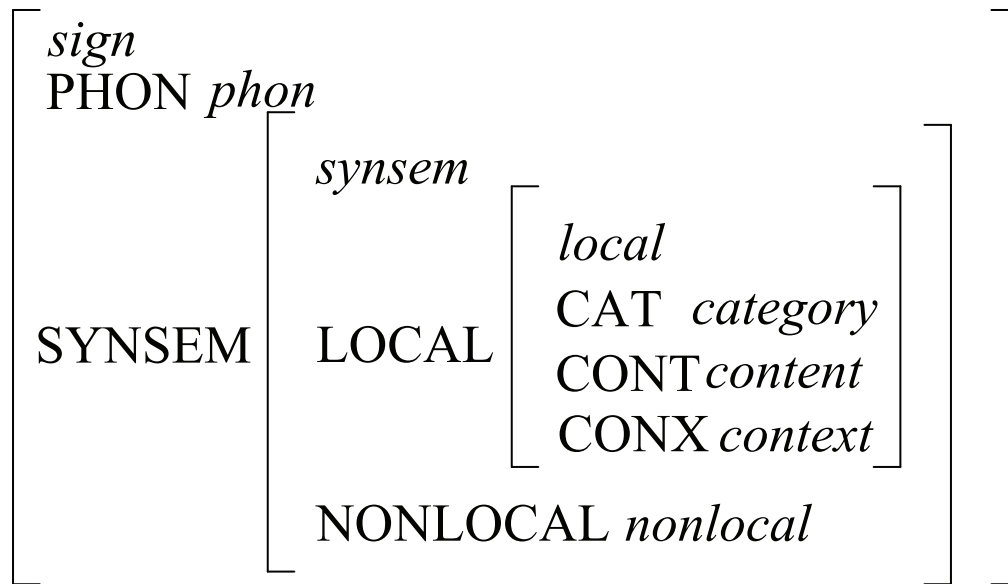 sign
PHON phon
synsem
local
CAT category
SYNSEM LOCAL
CONT content
CONX context
NONLOCAL nonlocal